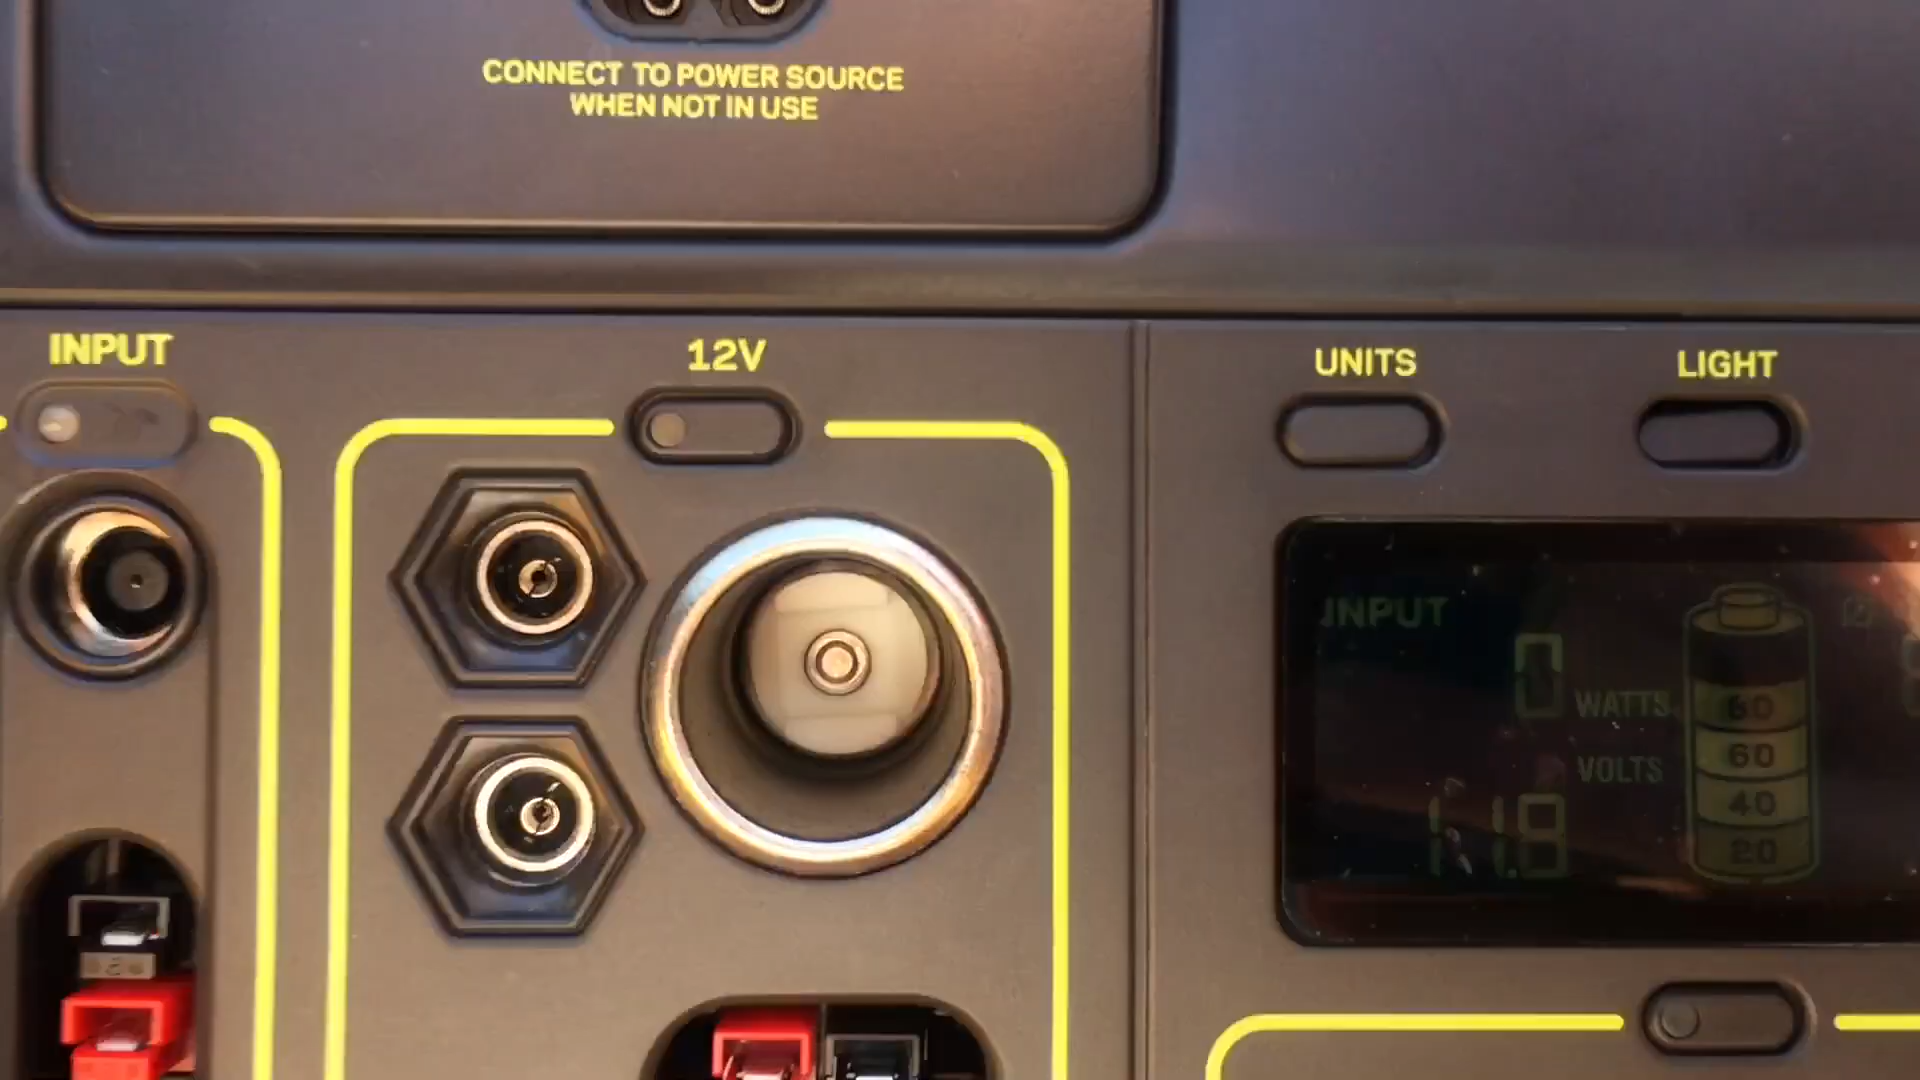 CONNECT TO POWER SOURCE
WHEN NOT IN USE
INPUT
12V
UNITS
LIGHT
INPUT
0
WATTS
VOLTS
11.8
80
60
40
20